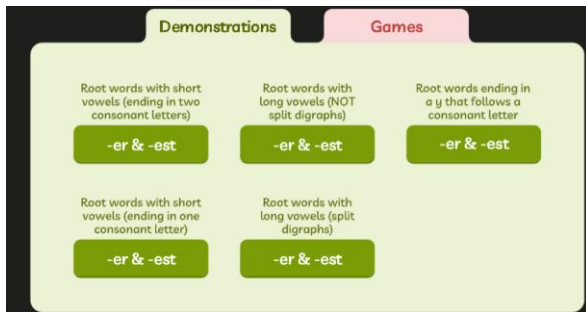 Demonstrations
Games
Root words with short
vowels (ending in two
consonant letters)
-er & -est
Root words with
long vowels (NOT
split digraphs)
-er & -est
Root words ending in
a y that follows a
consonant letter
-er & -est
Root words with short
vowels (ending in one
consonant letter)
-er & -est
Root words with
long vowels (split
digraphs)
-er & -est